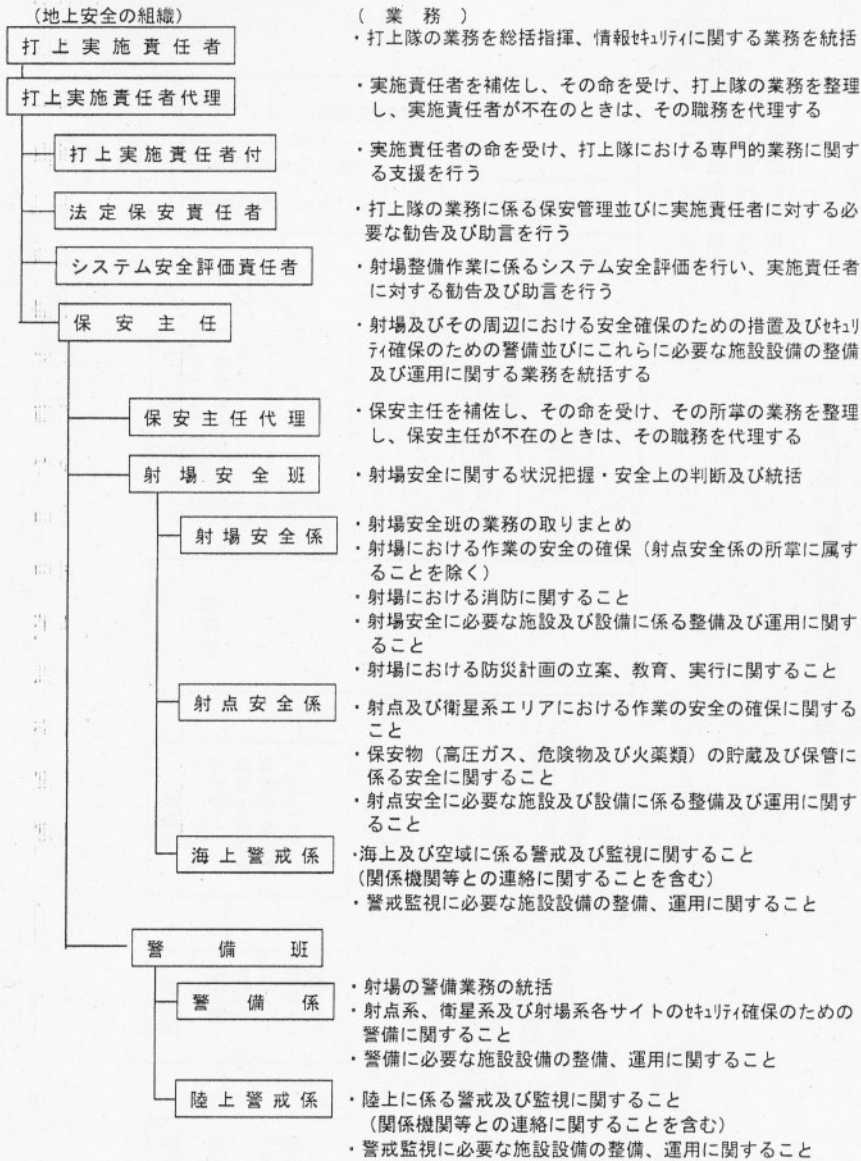 (地上安全の組織)
(業務)
打上実施責任者
・打上隊の業務を総括指揮、情報ｾｷｭﾘﾃｨに関する業務を統括
打上実施責任者代理
・実施責任者を補佐し、その命を受け、打上隊の業務を整理
し、実施責任者が不在のときは、その職務を代理する
打上実施責任者付
・実施責任者の命を受け、打上隊における専門的業務に関す
る支援を行う
法定保安責任者
・打上隊の業務に係る保安管理並びに実施責任者に対する必
要な勧告及び助言を行う
システム安全評価責任者
・射場整備作業に係るシステム安全評価を行い、実施責任者
に対する勧告及び助言を行う
保安主任
・射場及びその周辺における安全確保のための措置及びｾｷｭﾘ
ﾃｨ確保のための警備並びにこれらに必要な施設設備の整備
及び運用に関する業務を統括する
保安主任代理
・保安主任を補佐し、その命を受け、その所掌の業務を整理
し、保安主任が不在のときは、その職務を代理する
射場安全班
・射場安全に関する状況把握・安全上の判断及び統括
射場安全係
・射場安全班の業務の取りまとめ
・射場における作業の安全の確保（射点安全係の所掌に属す
ることを除く）
・射場における消防に関すること
・射場安全に必要な施設及び設備に係る整備及び運用に関す
ること
・射場における防災計画の立案、教育、実行に関すること
射点安全係
・射点及び衛星系エリアにおける作業の安全の確保に関する
こと
・保安物（高圧ガス、危険物及び火薬類）の貯蔵及び保管に
係る安全に関すること
・射点安全に必要な施設及び設備に係る整備及び運用に関す
ること
海上警戒係
・海上及び空域に係る警戒及び監視に関すること
(関係機関等との連絡に関することを含む)
・警戒監視に必要な施設設備の整備、運用に関すること
警備班
警備係
・射場の警備業務の統括
・射点系、衛星系及び射場系各サイトのｾｷｭﾘﾃｨ確保のための
警備に関すること
・警備に必要な施設設備の整備、運用に関すること
陸上警戒係
・陸上に係る警戒及び監視に関すること
(関係機関等との連絡に関することを含む)
・警戒監視に必要な施設設備の整備、運用に関すること